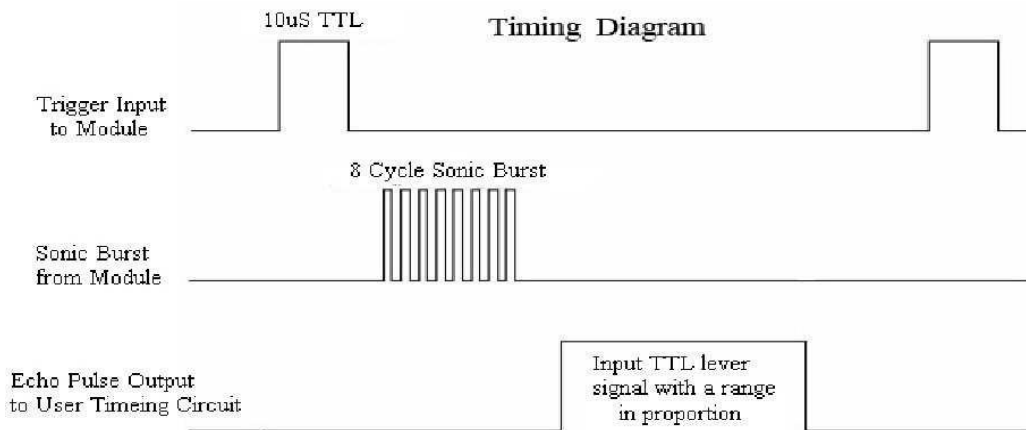 10uS TTL
Timing Diagram
Trigger Input
to Module
8 Cycle Sonic Burst
Sonic Burst
from Module
Echo Pulse Output
to User Timeing Circuit
Input TTL lever
signal with a range
in proportion